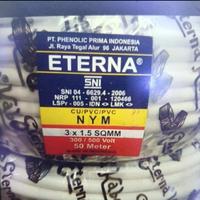 PT. PHENOLIC PRIMA INDONESIA
Jl. Raya Tegal Alur 96 JAKARTA
ETERNA®
SNI
SNI 04 - 6629.4 - 2006
NRP 111 - 001 - 120466
LSPr - 005 - IDN <> LMK <>
CU/PVC/PVC
NYM
3 x 1.5 SQMM
300 / 500 Volt
50 Meter
Eterna